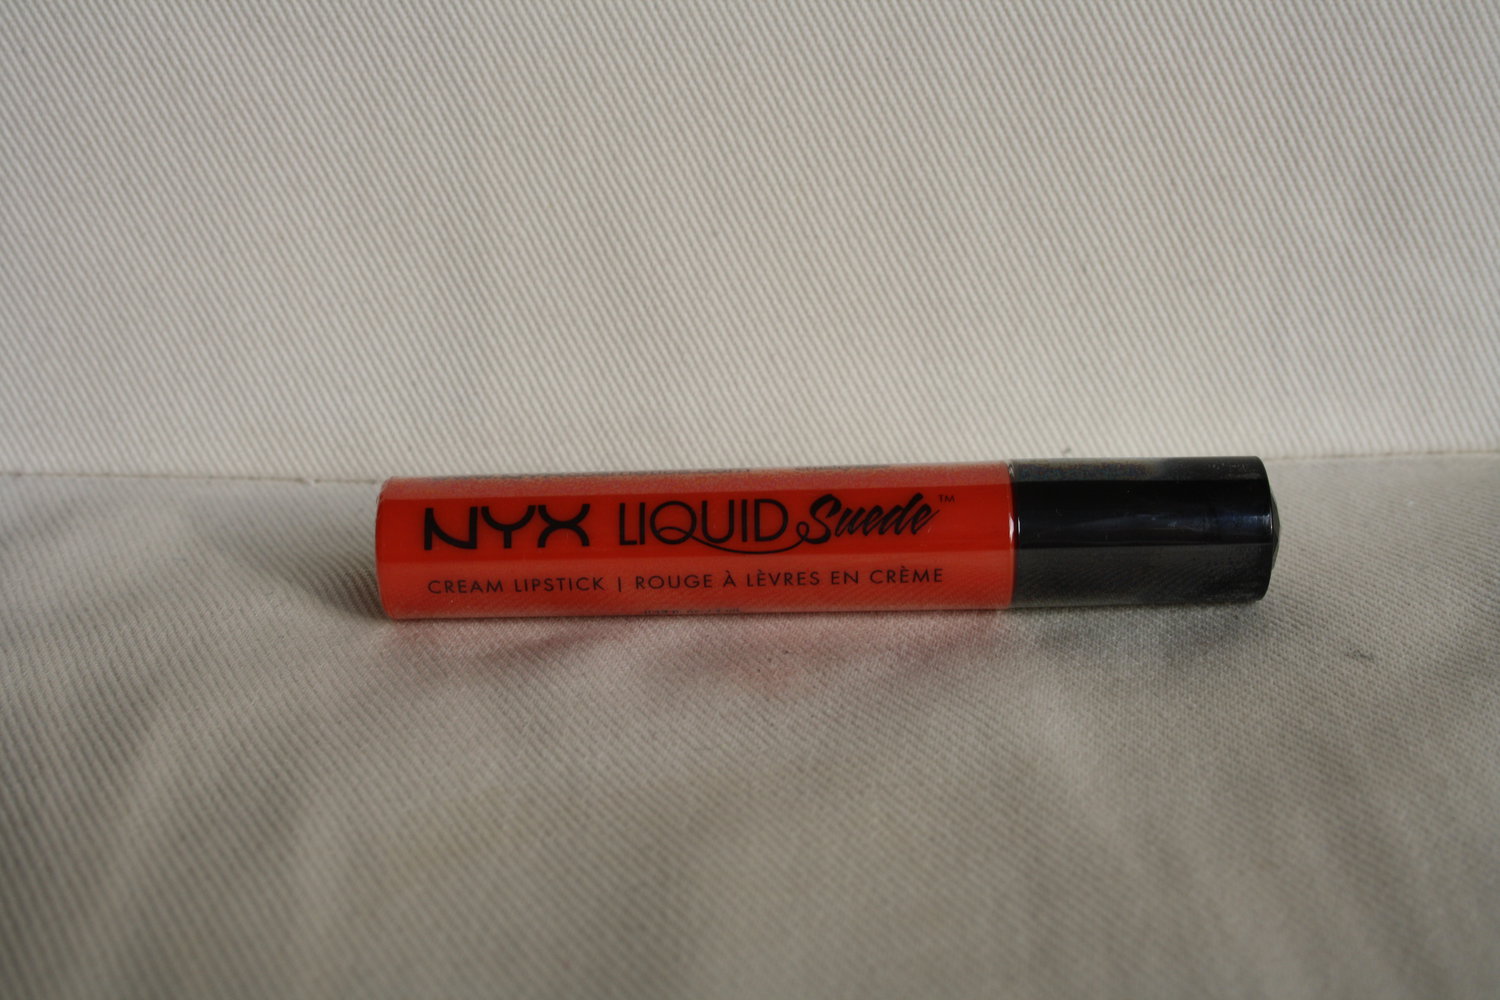 NYX LIQUID Suede™
CREAM LIPSTICK | ROUGE À LÈVRES EN CRÈME